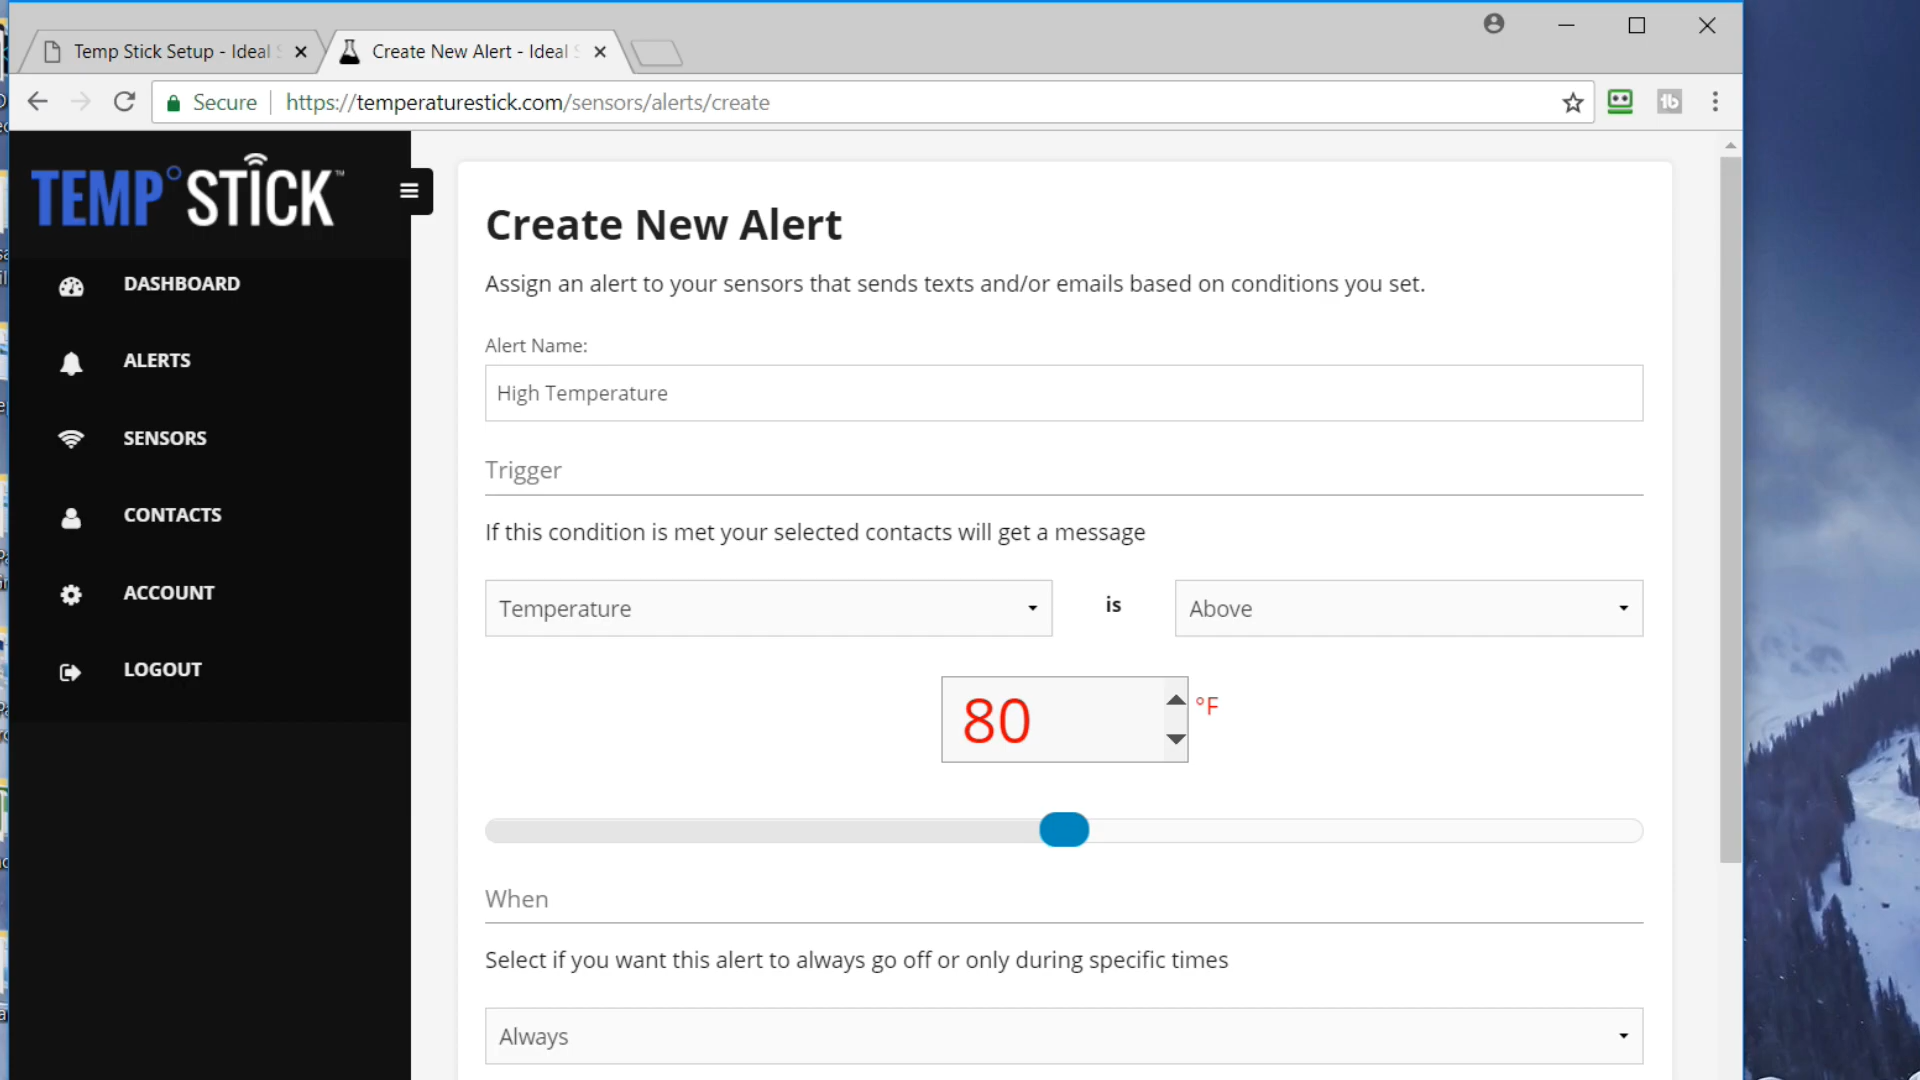 Temp Stick Setup - Ideal
Create New Alert - Ideal
Secure
https://temperaturestick.com/sensors/alerts/create
TEMP° STICK™
DASHBOARD
ALERTS
SENSORS
CONTACTS
ACCOUNT
LOGOUT
Create New Alert
Assign an alert to your sensors that sends texts and/or emails based on conditions you set.
Alert Name:
High Temperature
Trigger
If this condition is met your selected contacts will get a message
Temperature
is
Above
80
°F
When
Select if you want this alert to always go off or only during specific times
Always